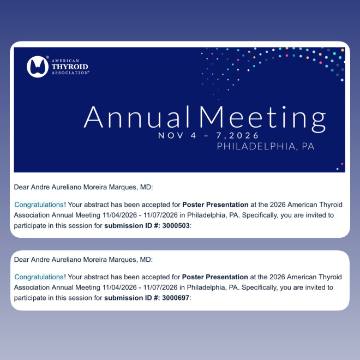 AMERICAN
THYROID
ASSOCIATION
Annual Meeting
NOV 4 – 7, 2026
PHILADELPHIA, PA
Dear Andre Aureliano Moreira Marques, MD:
Congratulations! Your abstract has been accepted for Poster Presentation at the 2026 American Thyroid
Association Annual Meeting 11/04/2026 - 11/07/2026 in Philadelphia, PA. Specifically, you are invited to
participate in this session for submission ID #: 3000503:
Dear Andre Aureliano Moreira Marques, MD:
Congratulations! Your abstract has been accepted for Poster Presentation at the 2026 American Thyroid
Association Annual Meeting 11/04/2026 - 11/07/2026 in Philadelphia, PA. Specifically, you are invited to
participate in this session for submission ID #: 3000697: